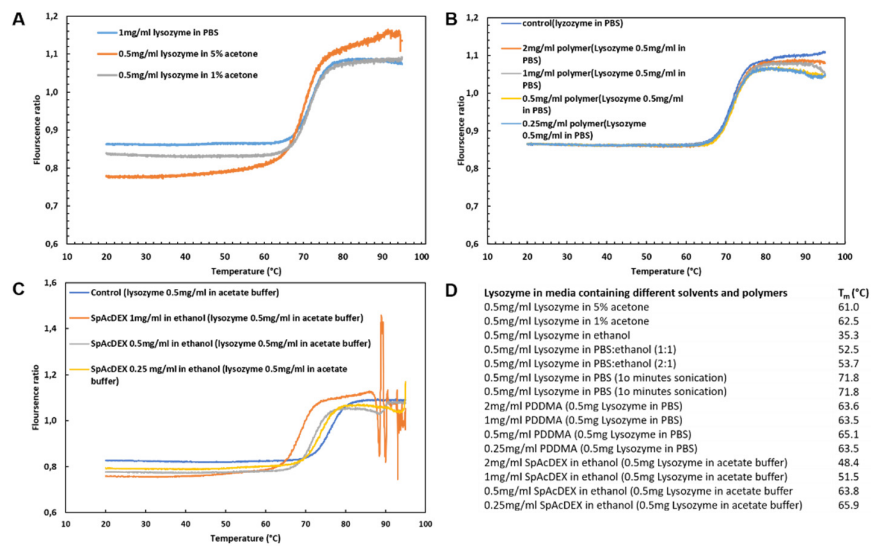 A
1,2
1,1
1,0
0,9
0,8
0,7
0,6
Flourscence ratio
1mg/ml lysozyme in PBS
0.5mg/ml lysozyme in 5% acetone
0.5mg/ml lysozyme in 1% acetone
10 20 30 40 50 60 70 80 90 100
Temperature (°C)
B
1,2
1,1
1,0
0,9
0,8
0,7
0,6
Flourscence ratio
control(lyzozyme in PBS)
2mg/ml polymer(Lysozyme 0.5mg/ml in
PBS)
1mg/ml polymer(Lysozyme 0.5mg/ml in
PBS)
0.5mg/ml polymer(Lysozyme 0.5mg/ml
in PBS)
0.25mg/ml polymer(Lysozyme
0.5mg/ml in PBS)
10 20 30 40 50 60 70 80 90 100
Temperature (°C)
C
1,6
1,4
1,2
1,0
0,8
0,6
Flourscence ratio
Control (lysozyme 0.5mg/ml in acetate buffer)
SpAcDEX 1mg/ml in ethanol (lysozyme 0.5mg/ml in acetate buffer)
SpAcDEX 0.5mg/ml in ethanol (lysozyme 0.5mg/ml in acetate buffer)
SpAcDEX 0.25 mg/ml in ethanol (lysozyme 0.5mg/ml in acetate
buffer)
10 20 30 40 50 60 70 80 90 100
Temperature (°C)
D
Lysozyme in media containing different solvents and polymers Tm (°C)
0.5mg/ml Lysozyme in 5% acetone 61.0
0.5mg/ml Lysozyme in 1% acetone 62.5
0.5mg/ml Lysozyme in ethanol 35.3
0.5mg/ml Lysozyme in PBS:ethanol (1:1) 52.5
0.5mg/ml Lysozyme in PBS:ethanol (2:1) 53.7
0.5mg/ml Lysozyme in PBS (1o minutes sonication) 71.8
0.5mg/ml Lysozyme in PBS (1o minutes sonication) 71.8
2mg/ml PDDMA (0.5mg Lysozyme in PBS) 63.6
1mg/ml PDDMA (0.5mg Lysozyme in PBS) 63.5
0.5mg/ml PDDMA (0.5mg Lysozyme in PBS) 65.1
0.25mg/ml PDDMA (0.5mg Lysozyme in PBS) 63.5
2mg/ml SpAcDEX in ethanol (0.5mg Lysozyme in acetate buffer) 48.4
1mg/ml SpAcDEX in ethanol (0.5mg Lysozyme in acetate buffer) 51.5
0.5mg/ml SpAcDEX in ethanol (0.5mg Lysozyme in acetate buffer 63.8
0.25mg/ml SpAcDEX in ethanol (0.5mg Lysozyme in acetate buffer) 65.9